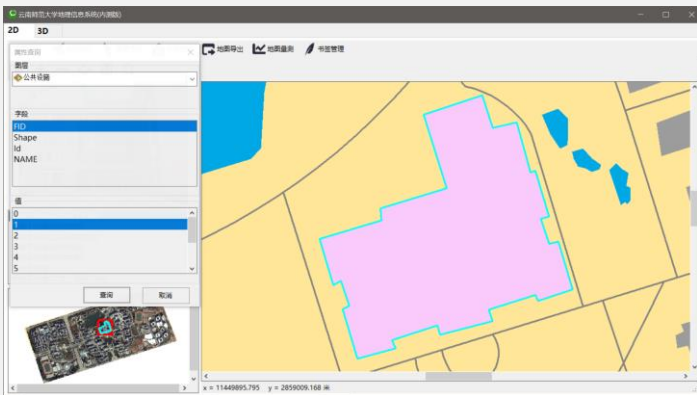 云南师范大学地理信息系统(内测版)
2D 3D
属性查询
图层
公共设施
字段
FID
Shape
Id
NAME
值
0
1
2
3
4
5
查询 取消
地图导出 地图量测 书签管理
x = 11449895.795 y = 2859009.168 米